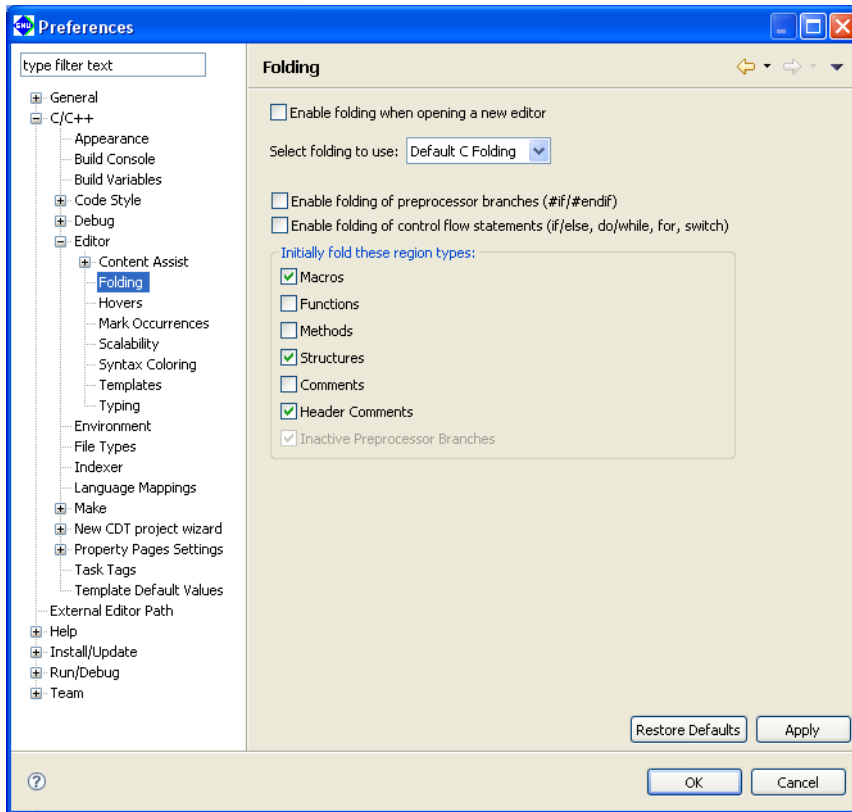 GNU Preferences
type filter text
General
C/C++
Appearance
Build Console
Build Variables
Code Style
Debug
Editor
Content Assist
Folding
Hovers
Mark Occurrences
Scalability
Syntax Coloring
Templates
Typing
Environment
File Types
Indexer
Language Mappings
Make
New CDT project wizard
Property Pages Settings
Task Tags
Template Default Values
External Editor Path
Help
Install/Update
Run/Debug
Team
Folding
Enable folding when opening a new editor
Select folding to use: Default C Folding
Enable folding of preprocessor branches (#if/#endif)
Enable folding of control flow statements (if/else, do/while, for, switch)
Initially fold these region types:
Macros
Functions
Methods
Structures
Comments
Header Comments
Inactive Preprocessor Branches
Restore Defaults Apply
? OK Cancel